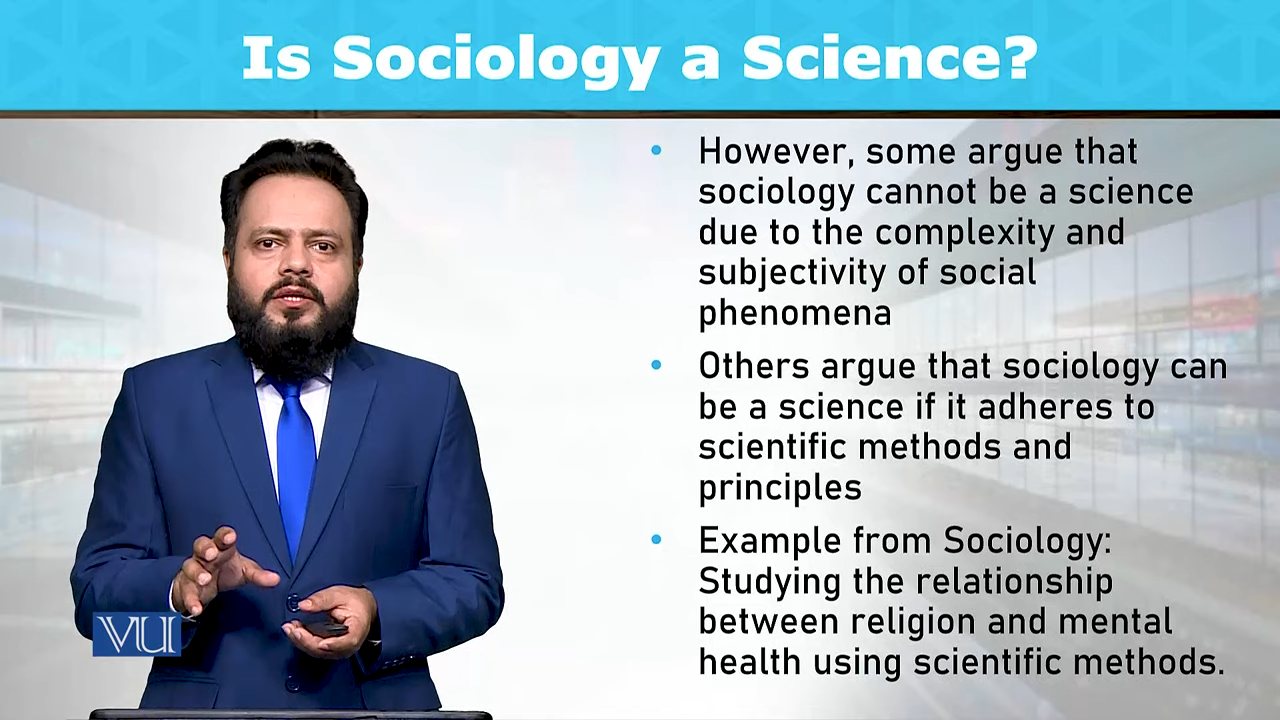 Is Sociology a Science?
• However, some argue that
sociology cannot be a science
due to the complexity and
subjectivity of social
phenomena
• Others argue that sociology can
be a science if it adheres to
scientific methods and
principles
• Example from Sociology:
Studying the relationship
between religion and mental
health using scientific methods.
VU